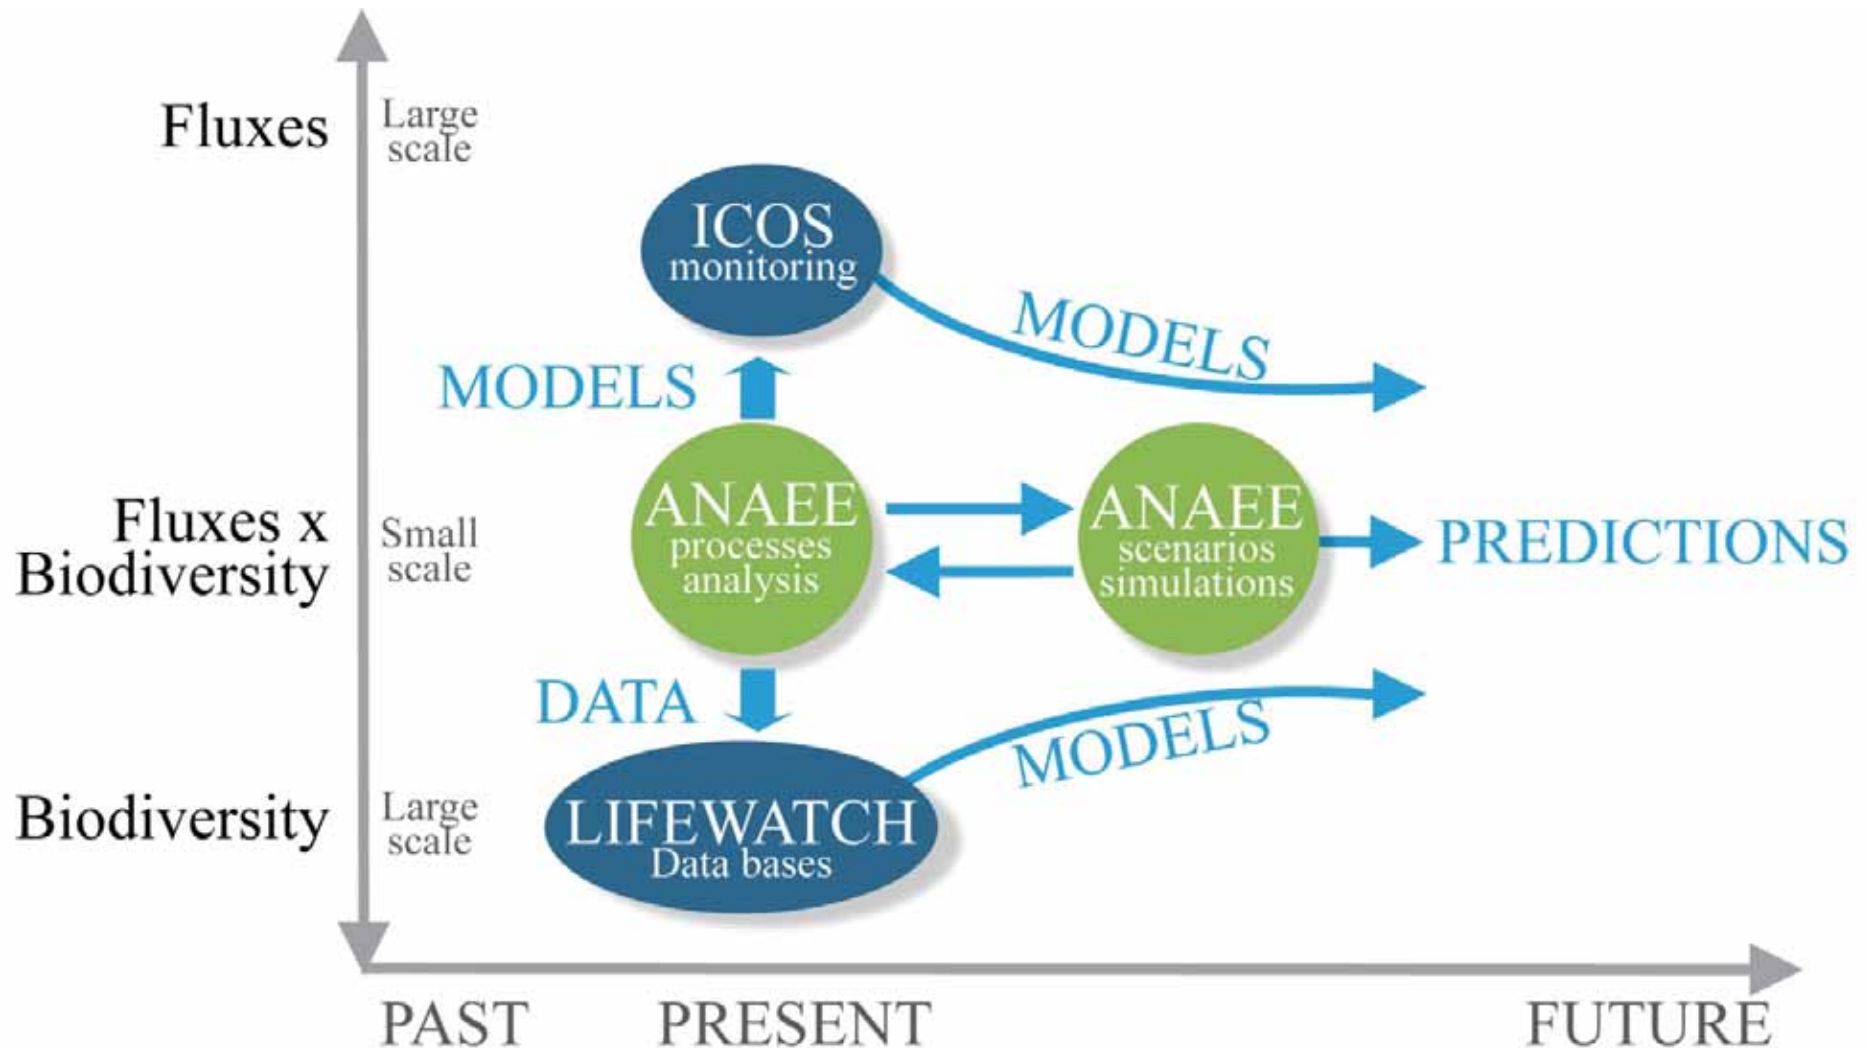 Fluxes
Large
scale
ICOS
monitoring
MODELS
MODELS
Fluxes x
Biodiversity
Small
scale
ANAEE
processes
analysis
ANAEE
scenarios
simulations
PREDICTIONS
DATA
MODELS
Biodiversity
Large
scale
LIFEWATCH
Data bases
PAST
PRESENT
FUTURE